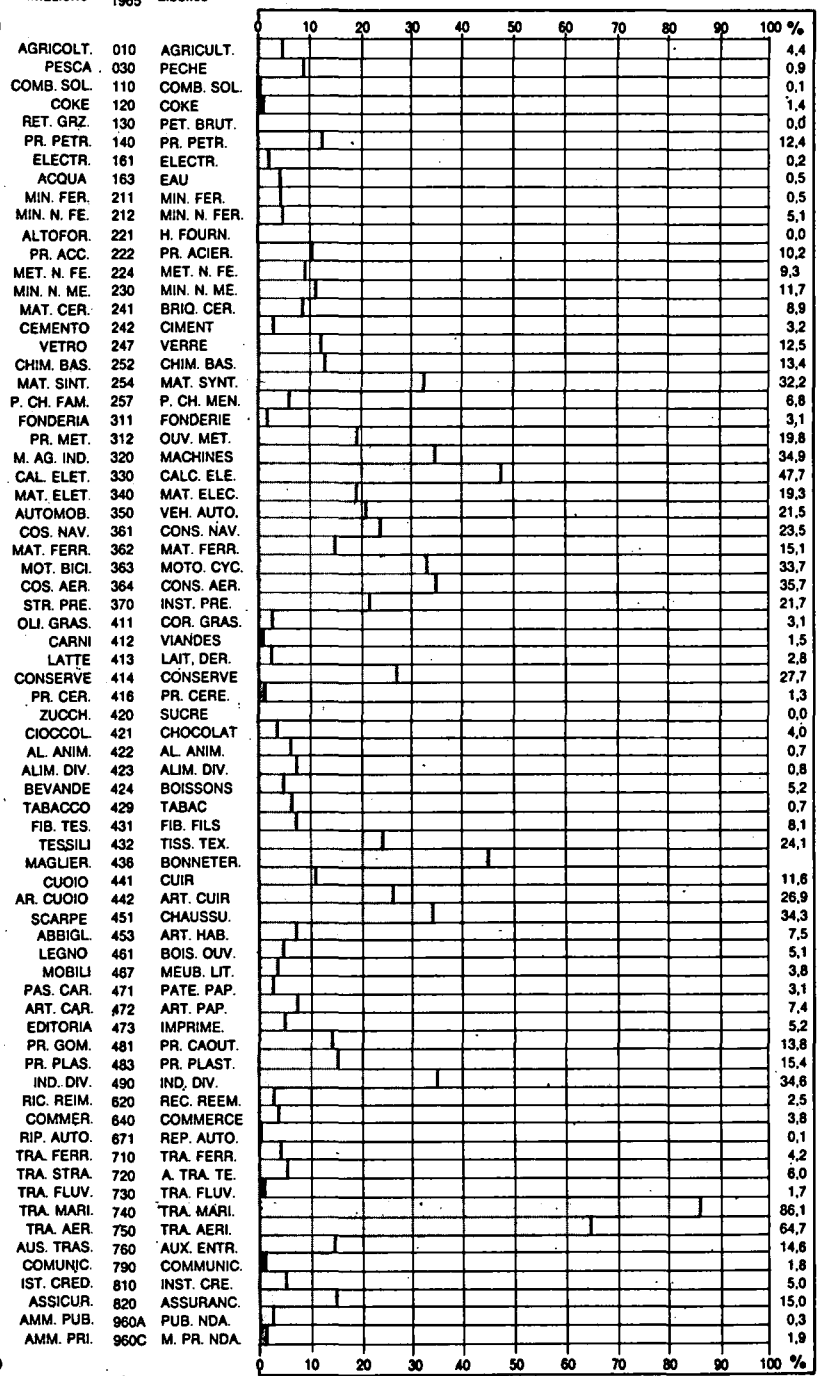 1965
0 10 20 30 40 50 60 70 80 90 100 %
AGRICOLT. 010 AGRICULT. 4,4
PESCA 030 PECHE 0,9
COMB. SOL. 110 COMB. SOL. 0,1
COKE 120 COKE 1,4
RET. GRZ. 130 PET. BRUT. 0,0
PR. PETR. 140 PR. PETR. 12,4
ELECTR. 161 ELECTR. 0,2
ACQUA 163 EAU 0,5
MIN. FER. 211 MIN. FER. 0,5
MIN. N. FE. 212 MIN. N. FER. 5,1
ALTOFOR. 221 H. FOURN. 0,0
PR. ACC. 222 PR. ACIER. 10,2
MET. N. FE. 224 MET. N. FE. 9,3
MIN. N. ME. 230 MIN. N. ME. 11,7
MAT. CER. 241 BRIQ. CER. 8,9
CEMENTO 242 CIMENT 3,2
VETRO 247 VERRE 12,5
CHIM. BAS. 252 CHIM. BAS. 13,4
MAT. SINT. 254 MAT. SYNT. 32,2
P. CH. FAM. 257 P. CH. MEN. 6,8
FONDERIA 311 FONDERIE 3,1
PR. MET. 312 OUV. MET. 19,8
M. AG. IND. 320 MACHINES 34,9
CAL. ELET. 330 CALC. ELE. 47,7
MAT. ELET. 340 MAT. ELEC. 19,3
AUTOMOB. 350 VEH. AUTO. 21,5
COS. NAV. 361 CONS. NAV. 23,5
MAT. FERR. 362 MAT. FERR. 15,1
MOT. BICI. 363 MOTO. CYC. 33,7
COS. AER. 364 CONS. AER. 35,7
STR. PRE. 370 INST. PRE. 21,7
OLI. GRAS. 411 COR. GRAS. 3,1
CARNI 412 VIANDES 1,5
LATTE 413 LAIT, DER. 2,8
CONSERVE 414 CONSERVE 27,7
PR. CER. 416 PR. CERE. 1,3
ZUCCH. 420 SUCRE 0,0
CIOCCOL. 421 CHOCOLAT 4,0
AL. ANIM. 422 AL. ANIM. 0,7
ALIM. DIV. 423 ALIM. DIV. 0,8
BEVANDE 424 BOISSONS 5,2
TABACCO 429 TABAC 0,7
FIB. TES. 431 FIB. FILS 8,1
TESSILI 432 TISS. TEX. 24,1
MAGLIER. 436 BONNETER.
CUOIO 441 CUIR 11,6
AR. CUOIO 442 ART. CUIR 26,9
SCARPE 451 CHAUSSU. 34,3
ABBIGL. 453 ART. HAB. 7,5
LEGNO 461 BOIS. OUV. 5,1
MOBILI 467 MEUB. LIT. 3,8
PAS. CAR. 471 PATE. PAP. 3,1
ART. CAR. 472 ART. PAP. 7,4
EDITORIA 473 IMPRIME. 5,2
PR. GOM. 481 PR. CAOUT. 13,8
PR. PLAS. 483 PR. PLAST. 15,4
IND. DIV. 490 IND. DIV. 34,6
RIC. REIM. 620 REC. REEM. 2,5
COMMER. 640 COMMERCE 3,8
RIP. AUTO. 671 REP. AUTO. 0,1
TRA. FERR. 710 TRA. FERR. 4,2
TRA. STRA. 720 A. TRA. TE. 6,0
TRA. FLUV. 730 TRA. FLUV. 1,7
TRA. MARI. 740 TRA. MARI. 86,1
TRA. AER. 750 TRA. AERI. 64,7
AUS. TRAS. 760 AUX. ENTR. 14,6
COMUNIC. 790 COMMUNIC. 1,8
IST. CRED. 810 INST. CRE. 5,0
ASSICUR. 820 ASSURANC. 15,0
AMM. PUB. 960A PUB. NDA. 0,3
AMM. PRI. 960C M. PR. NDA. 1,9
0 10 20 30 40 50 60 70 80 90 100 %